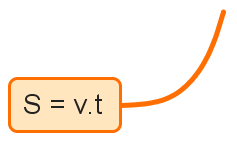 S = v.t